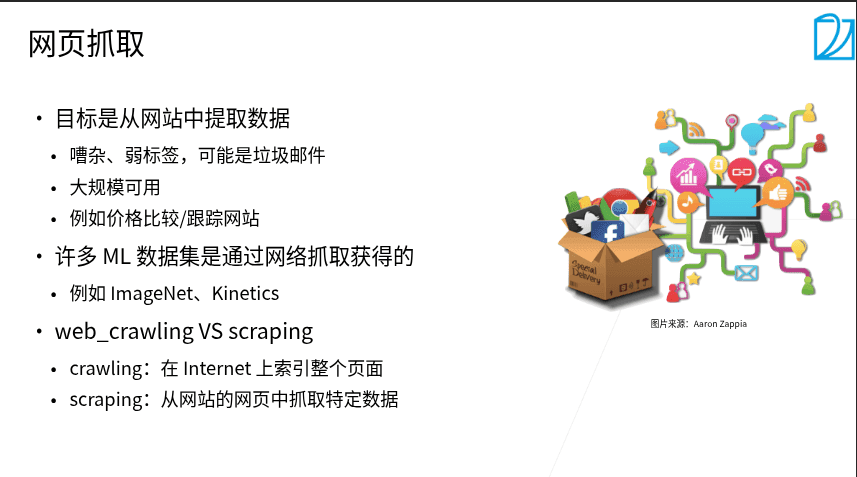 网页抓取
• 目标是从网站中提取数据
• 嘈杂、弱标签，可能是垃圾邮件
• 大规模可用
• 例如价格比较/跟踪网站
• 许多 ML 数据集是通过网络抓取获得的
• 例如 ImageNet、Kinetics
• web_crawling VS scraping
• crawling：在 Internet 上索引整个页面
• scraping：从网站的网页中抓取特定数据
Special
Delivery
图片来源：Aaron Zappia